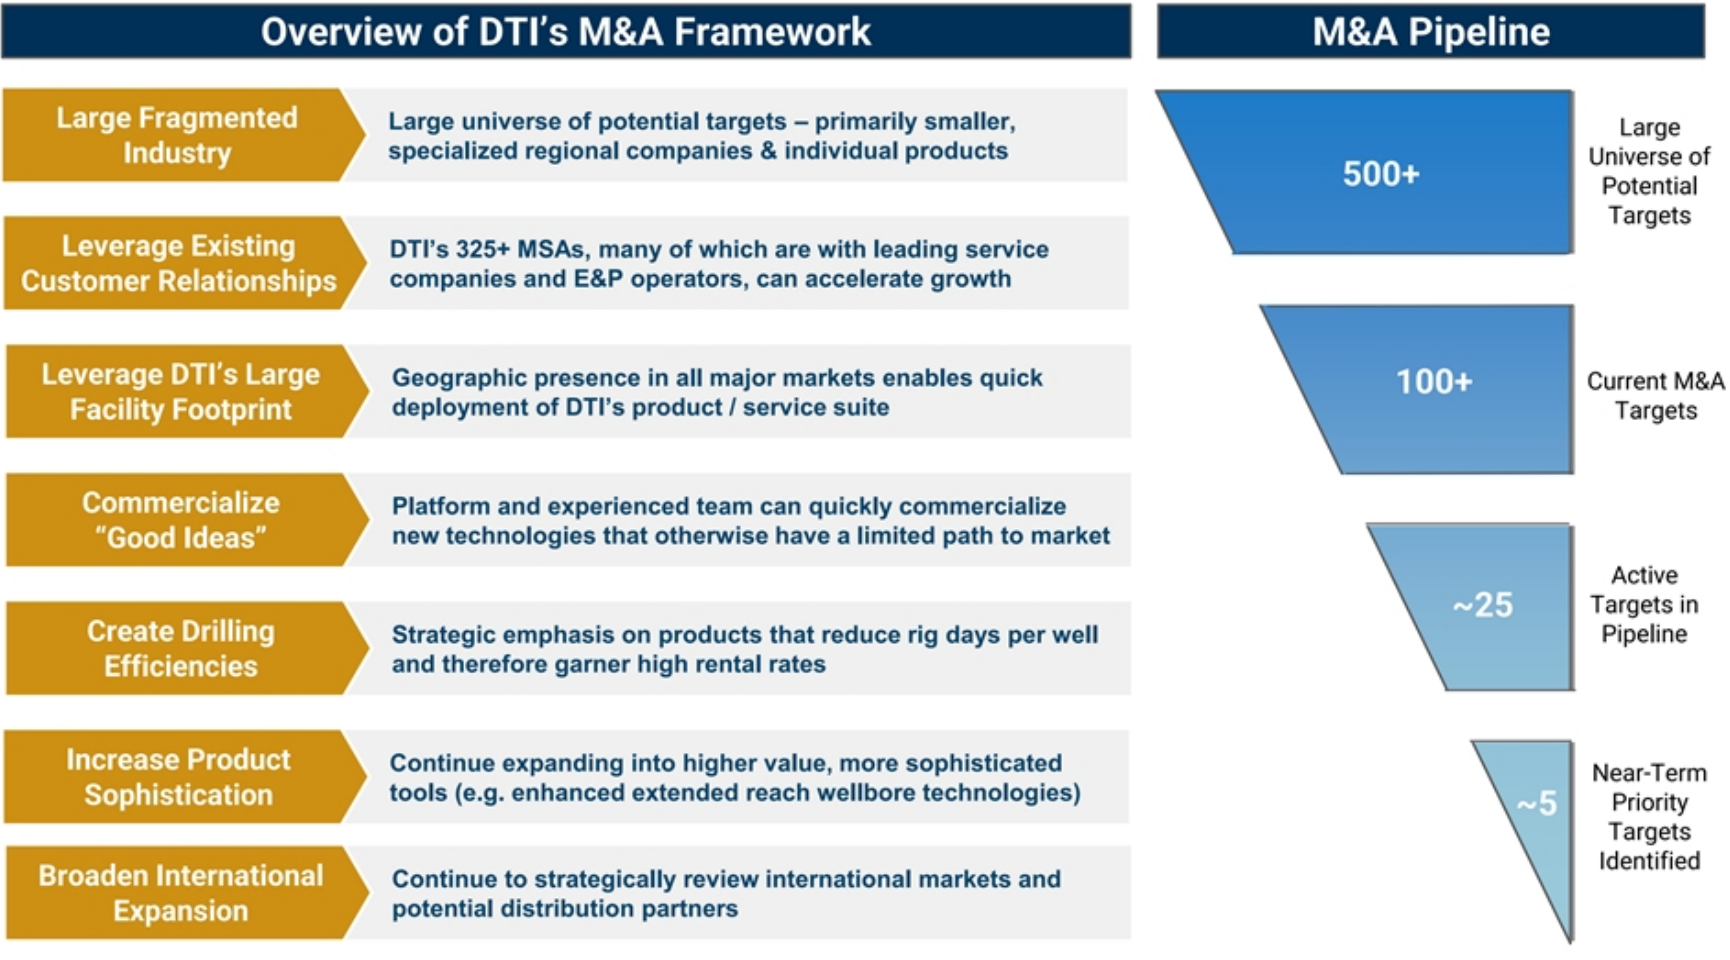 Overview of DTI's M&A Framework
Large Fragmented
Industry
Large universe of potential targets – primarily smaller,
specialized regional companies & individual products
Leverage Existing
Customer Relationships
DTI's 325+ MSAs, many of which are with leading service
companies and E&P operators, can accelerate growth
Leverage DTI's Large
Facility Footprint
Geographic presence in all major markets enables quick
deployment of DTI's product / service suite
Commercialize
“Good Ideas”
Platform and experienced team can quickly commercialize
new technologies that otherwise have a limited path to market
Create Drilling
Efficiencies
Strategic emphasis on products that reduce rig days per well
and therefore garner high rental rates
Increase Product
Sophistication
Continue expanding into higher value, more sophisticated
tools (e.g. enhanced extended reach wellbore technologies)
Broaden International
Expansion
Continue to strategically review international markets and
potential distribution partners
M&A Pipeline
500+
Large
Universe of
Potential
Targets
100+
Current M&A
Targets
~25
Active
Targets in
Pipeline
~5
Near-Term
Priority
Targets
Identified